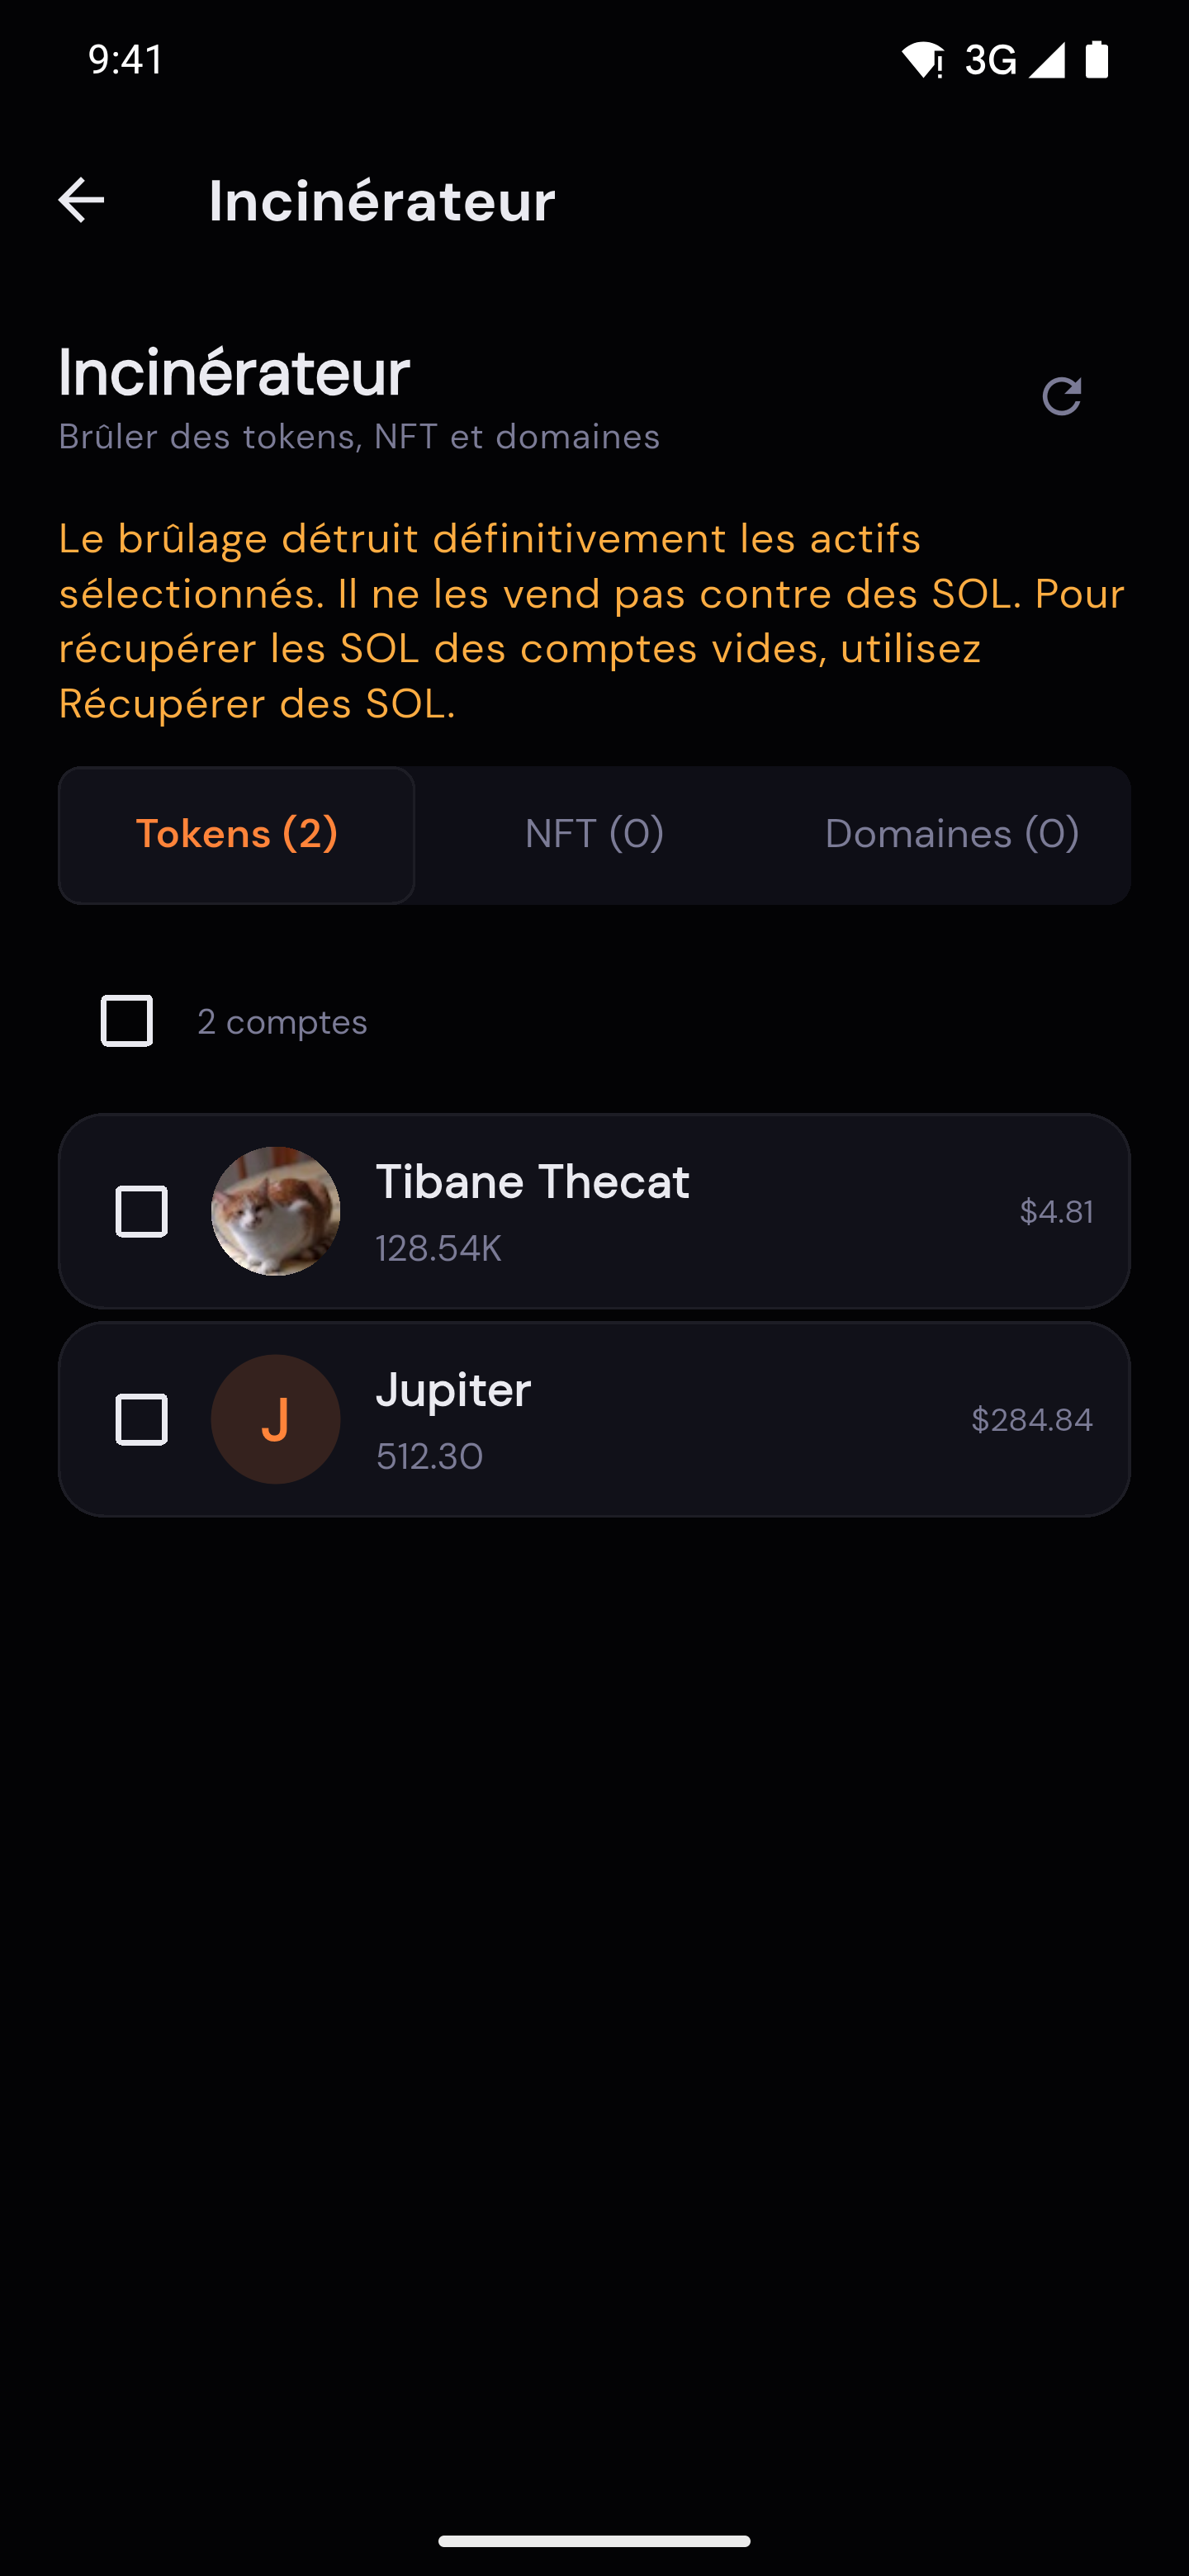 9:41
3G
Incinérateur
Incinérateur
Brûler des tokens, NFT et domaines
Le brûlage détruit définitivement les actifs
sélectionnés. Il ne les vend pas contre des SOL. Pour
récupérer les SOL des comptes vides, utilisez
Récupérer des SOL.
Tokens (2)
NFT (0)
Domaines (0)
2 comptes
Tibane Thecat
128.54K
$4.81
J
Jupiter
512.30
$284.84